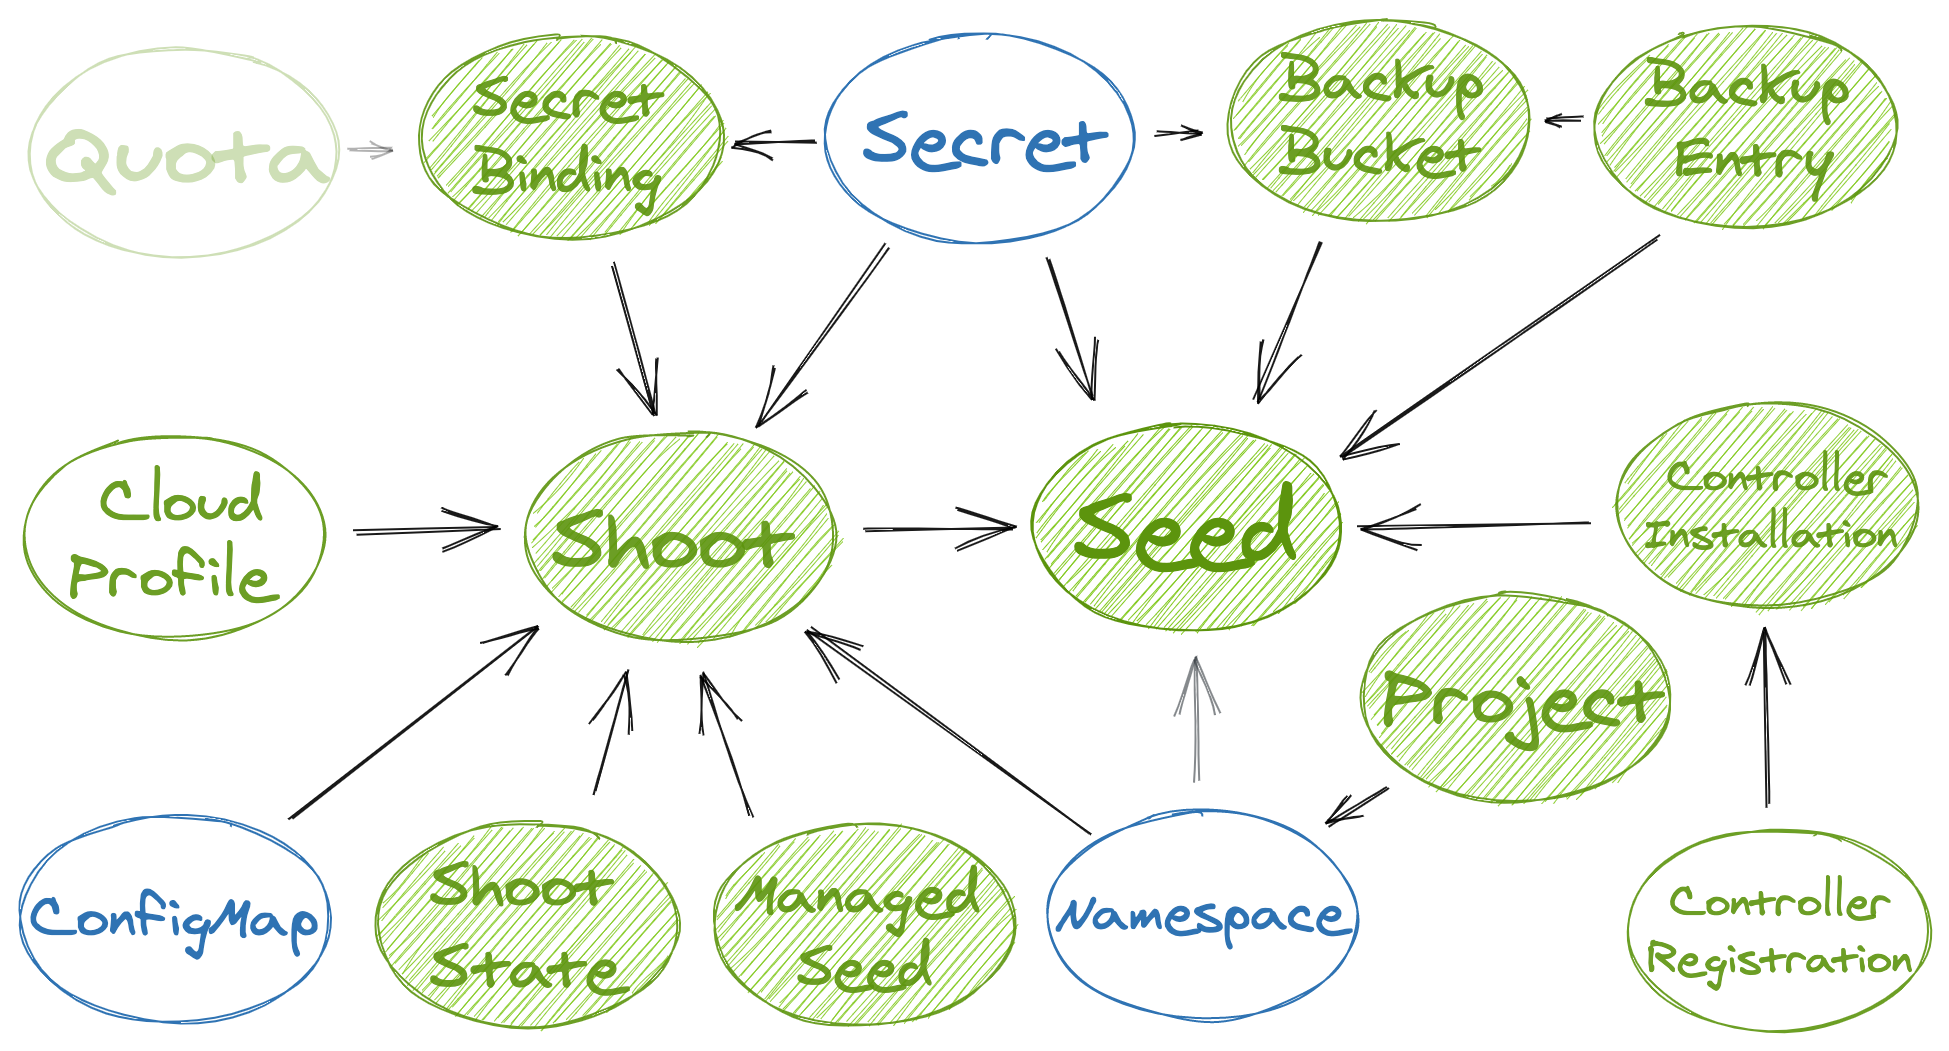 Quota
Secret
Binding
Secret
Backup
Bucket
Backup
Entry
Cloud
Profile
Shoot
Seed
Controller
Installation
Project
ConfigMap
Shoot
State
Managed
Seed
Namespace
Controller
Registration